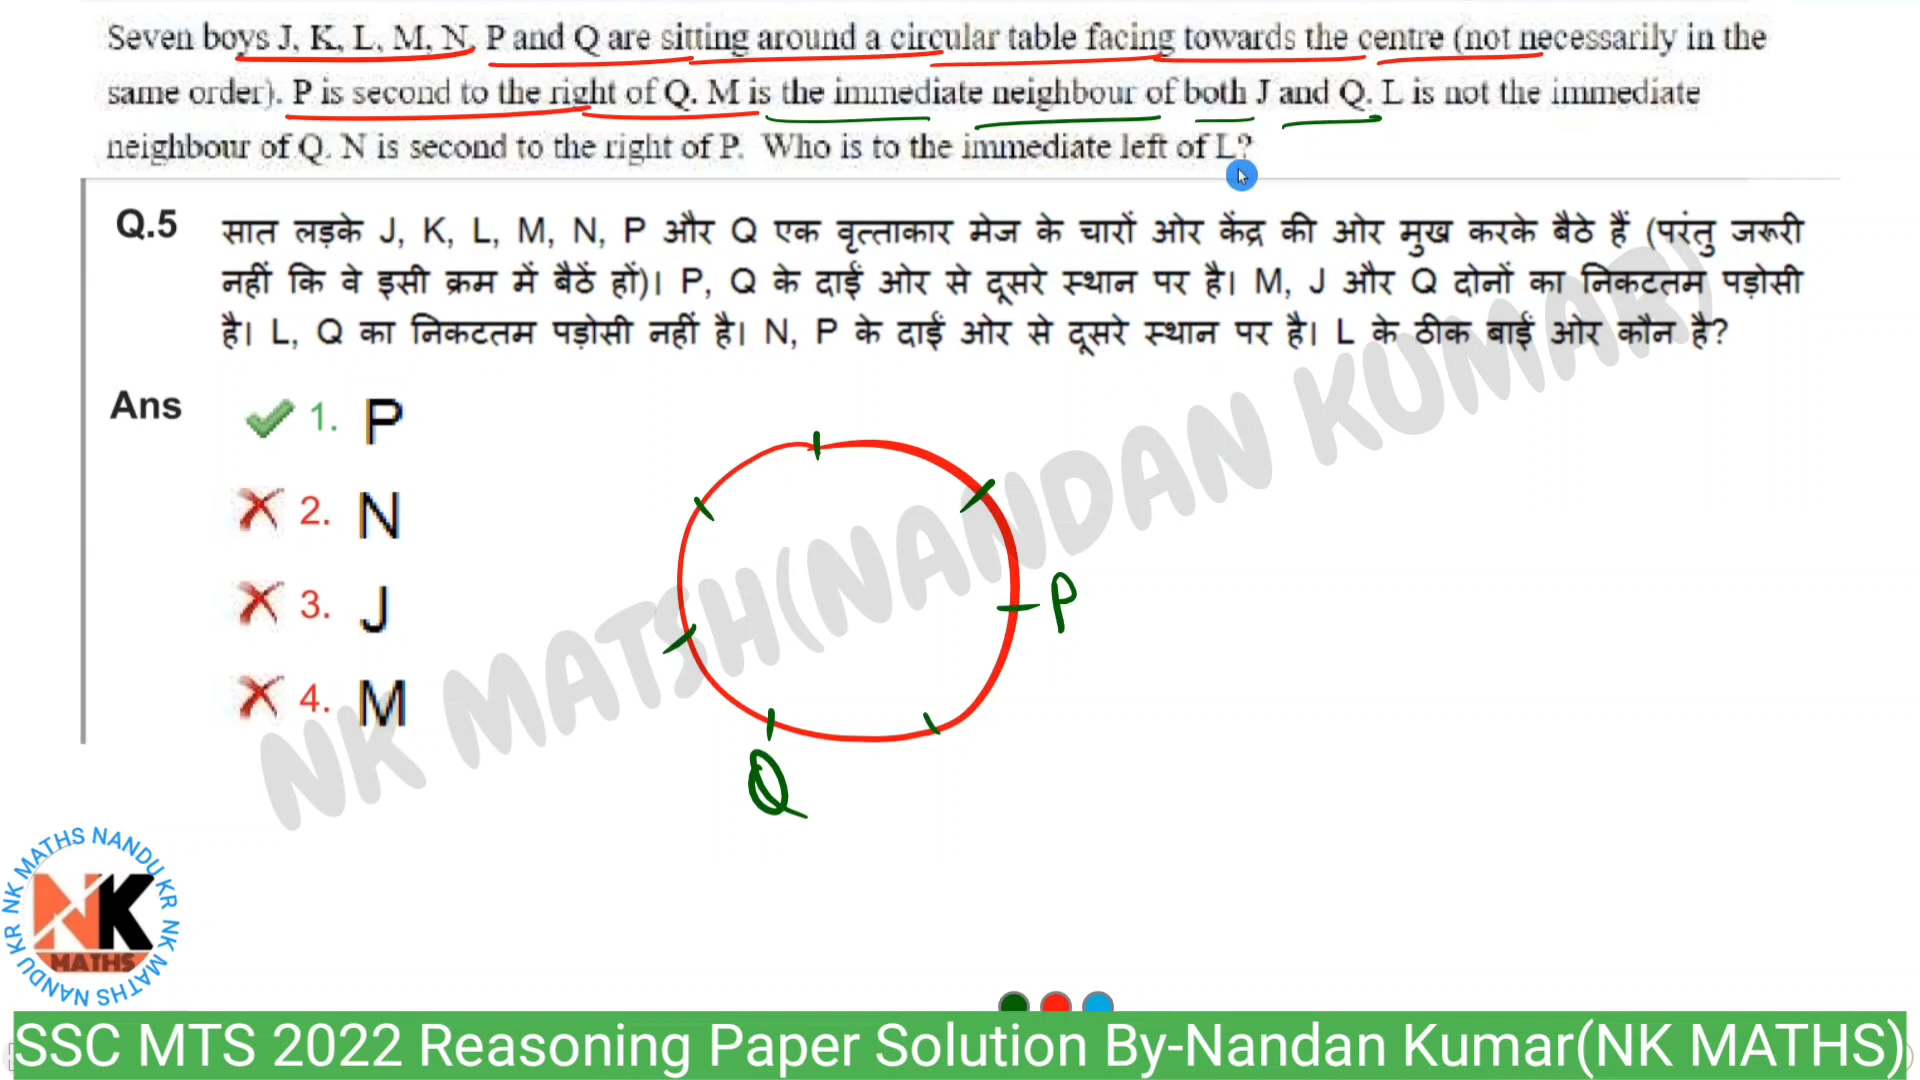 Seven boys J, K, L, M, N, P and Q are sitting around a circular table facing towards the centre (not necessarily in the
same order). P is second to the right of Q. M is the immediate neighbour of both J and Q. L is not the immediate
neighbour of Q. N is second to the right of P. Who is to the immediate left of L?
Q.5 सात लड़के J, K, L, M, N, P और Q एक वृत्ताकार मेज के चारों ओर केंद्र की ओर मुख करके बैठे हैं (परंतु जरूरी
नहीं कि वे इसी क्रम में बैठें हों)। P, Q के दाईं ओर से दूसरे स्थान पर है। M, J और Q दोनों का निकटतम पड़ोसी
है। L, Q का निकटतम पड़ोसी नहीं है। N, P के दाईं ओर से दूसरे स्थान पर है। L के ठीक बाईं ओर कौन है?
Ans 1. P
2. N
3. J
4. M
P
Q
NK MATSH(NANDAN KUMAR)
NK MATHS NANDU KR NK MATHS NANDU KR
NK
MATHS
SSC MTS 2022 Reasoning Paper Solution By-Nandan Kumar(NK MATHS)